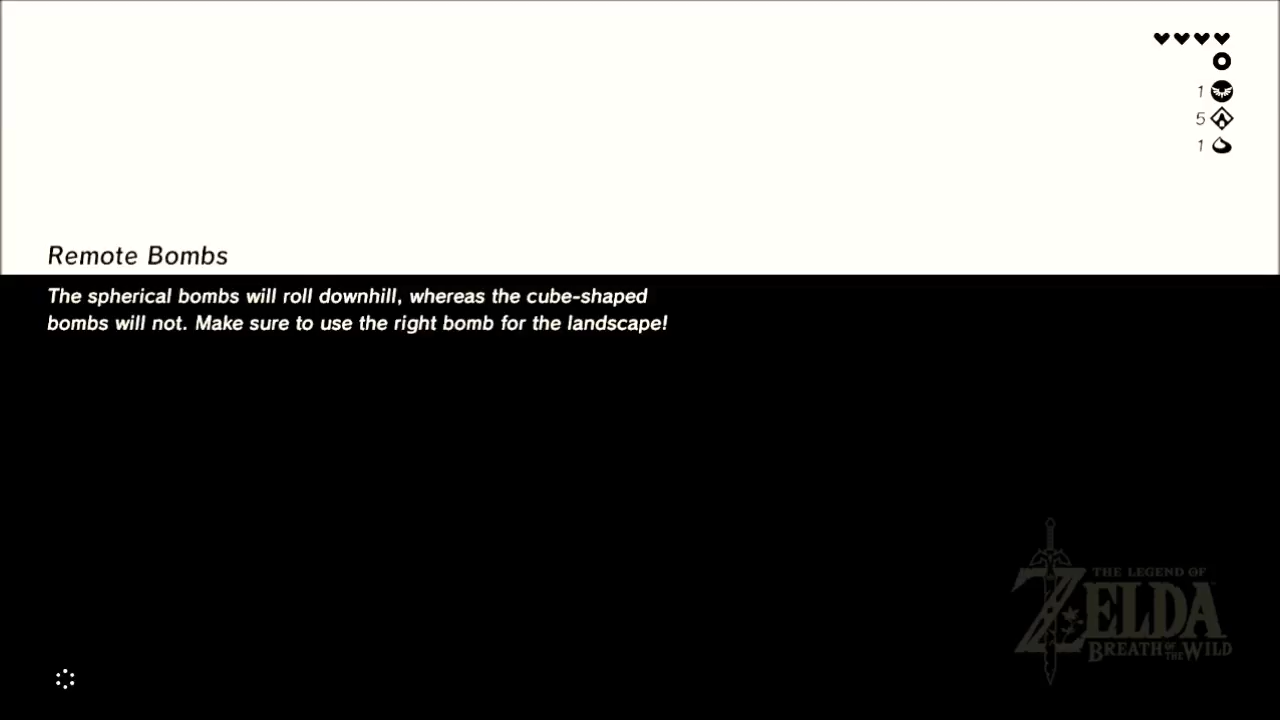 1
5
1
Remote Bombs
The spherical bombs will roll downhill, whereas the cube-shaped
bombs will not. Make sure to use the right bomb for the landscape!
THE LEGEND OF
ZELDA
BREATH OF THE WILD